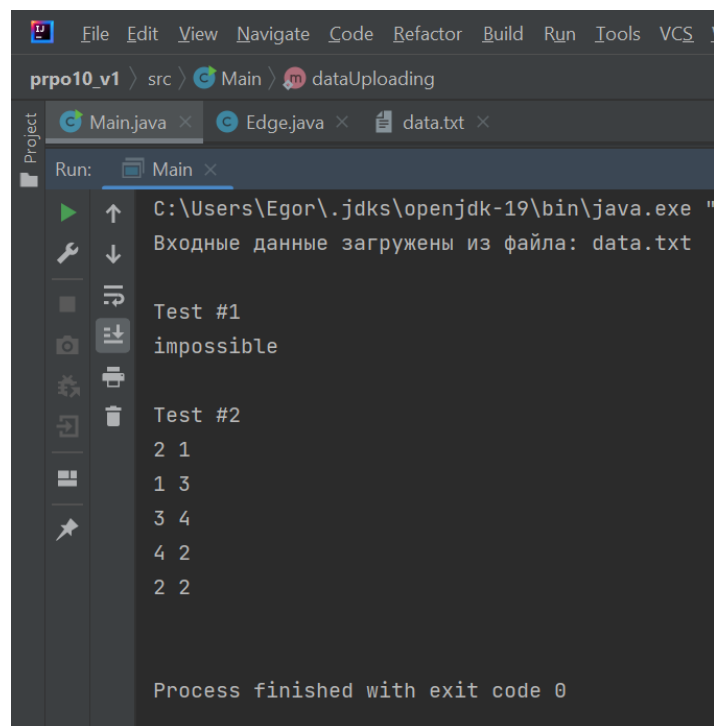 File Edit View Navigate Code Refactor Build Run Tools VCS
prpo10_v1 〉 src 〉 Main 〉 dataUploading
Project
Main.java × Edge.java × data.txt ×
Run: Main ×
C:\Users\Egor\.jdks\openjdk-19\bin\java.exe "
Входные данные загружены из файла: data.txt
Test #1
impossible
Test #2
2 1
1 3
3 4
4 2
2 2
Process finished with exit code 0